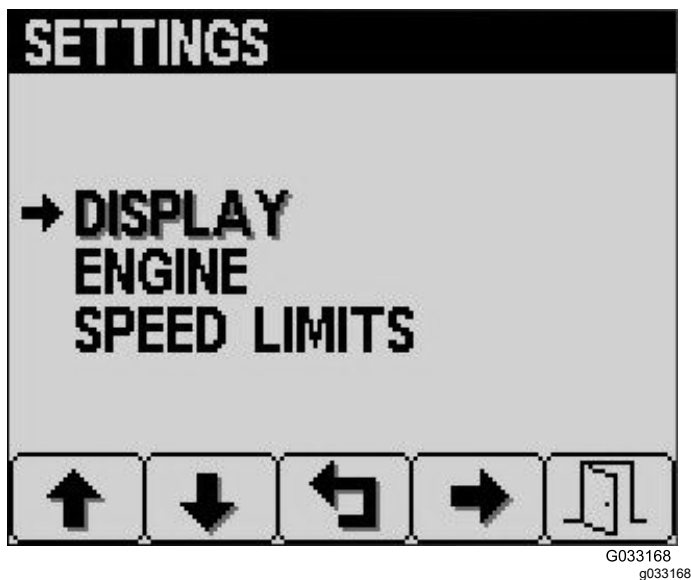 SETTINGS
DISPLAY
ENGINE
SPEED LIMITS
G033168
g033168